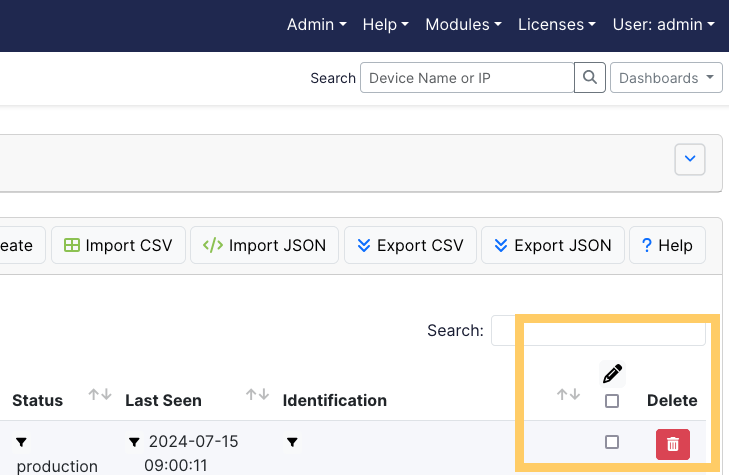 Admin Help Modules Licenses User: admin
Search Device Name or IP Dashboards
eate Import CSV </> Import JSON Export CSV Export JSON ? Help
Search:
Status Last Seen Identification Delete
2024-07-15
production 09:00:11